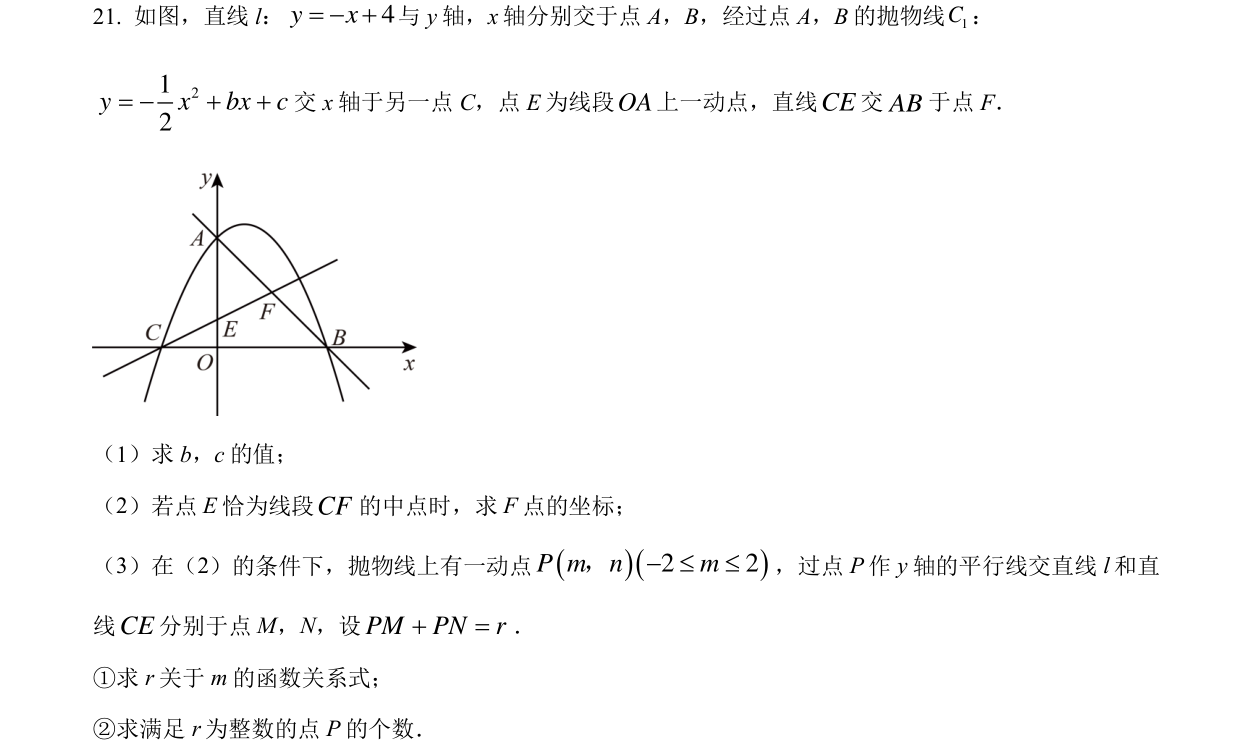 21. 如图，直线 l： y = −x + 4 与 y 轴，x 轴分别交于点 A，B，经过点 A，B 的抛物线 C₁：
y = −1/2 x² + bx + c 交 x 轴于另一点 C，点 E 为线段 OA 上一动点，直线 CE 交 AB 于点 F．
y
A
F
C
E
B
O
x
（1）求 b，c 的值；
（2）若点 E 恰为线段 CF 的中点时，求 F 点的坐标；
（3）在（2）的条件下，抛物线上有一动点 P(m，n)(−2 ≤ m ≤ 2)，过点 P 作 y 轴的平行线交直线 l 和直
线 CE 分别于点 M，N，设 PM + PN = r．
①求 r 关于 m 的函数关系式；
②求满足 r 为整数的点 P 的个数．